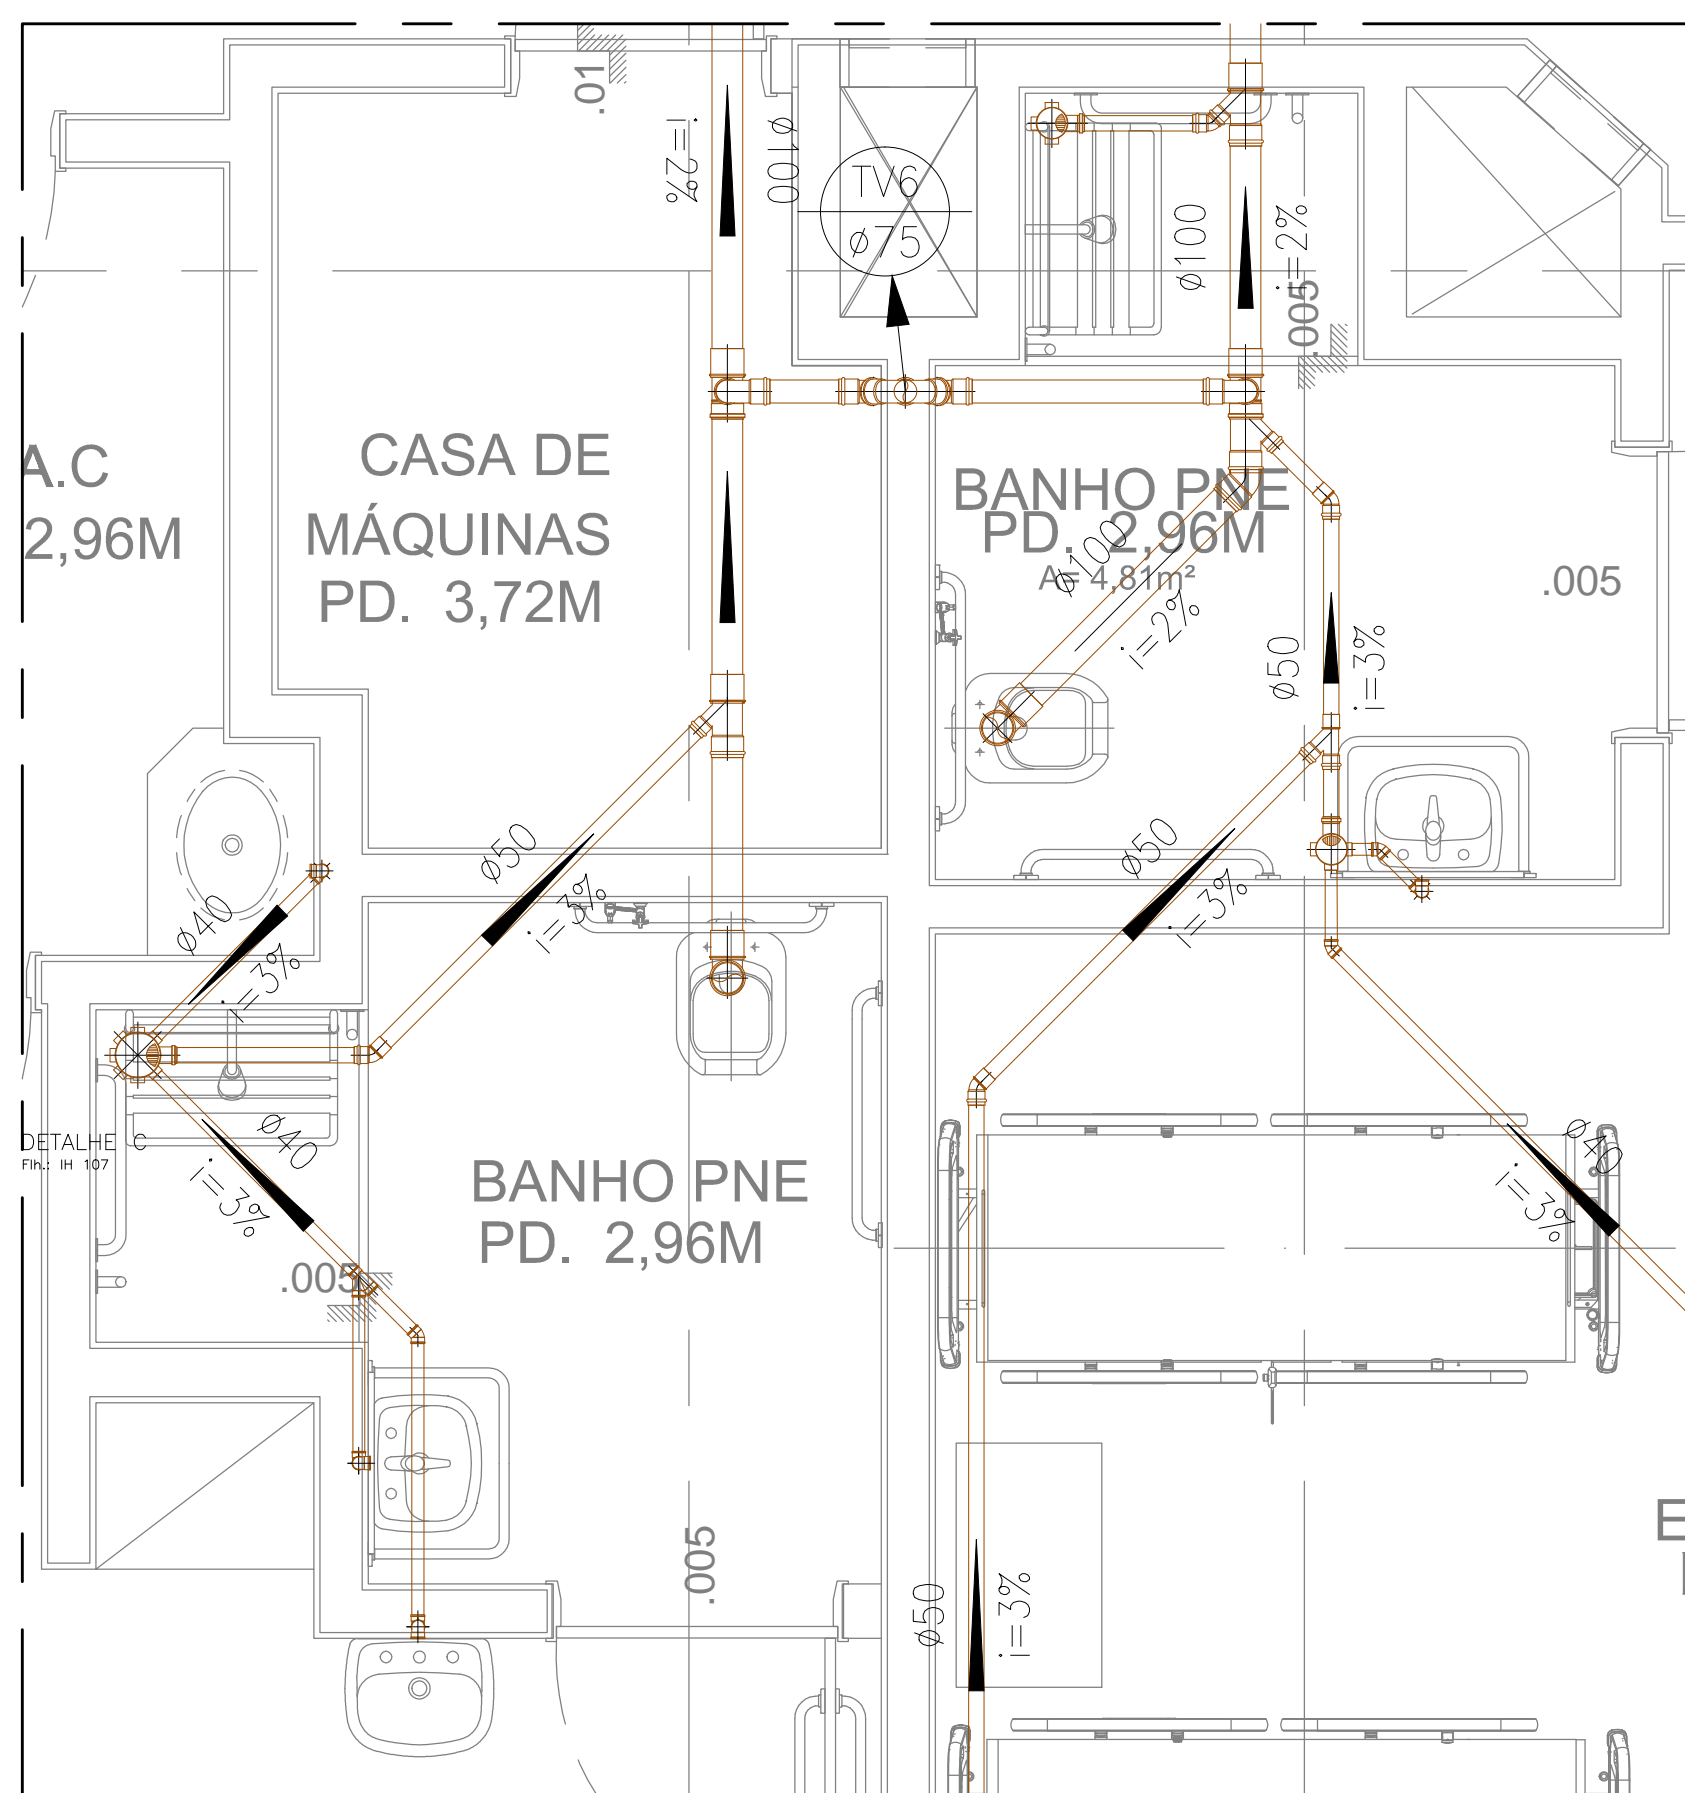 .01
i=2%
ø100
TV6
ø75
ø100
i=2%
.005
A.C
2,96M
CASA DE
MÁQUINAS
PD. 3,72M
BANHO PNE
PD. 2,96M
A= 4,81m²
ø100
i=2%
.005
ø50
i=3%
ø50
i=3%
ø50
i=3%
ø40
i=3%
DETALHE C
Flh.: IH 107
ø40
i=3%
BANHO PNE
PD. 2,96M
.005
ø40
i=3%
.005
ø50
i=3%
E